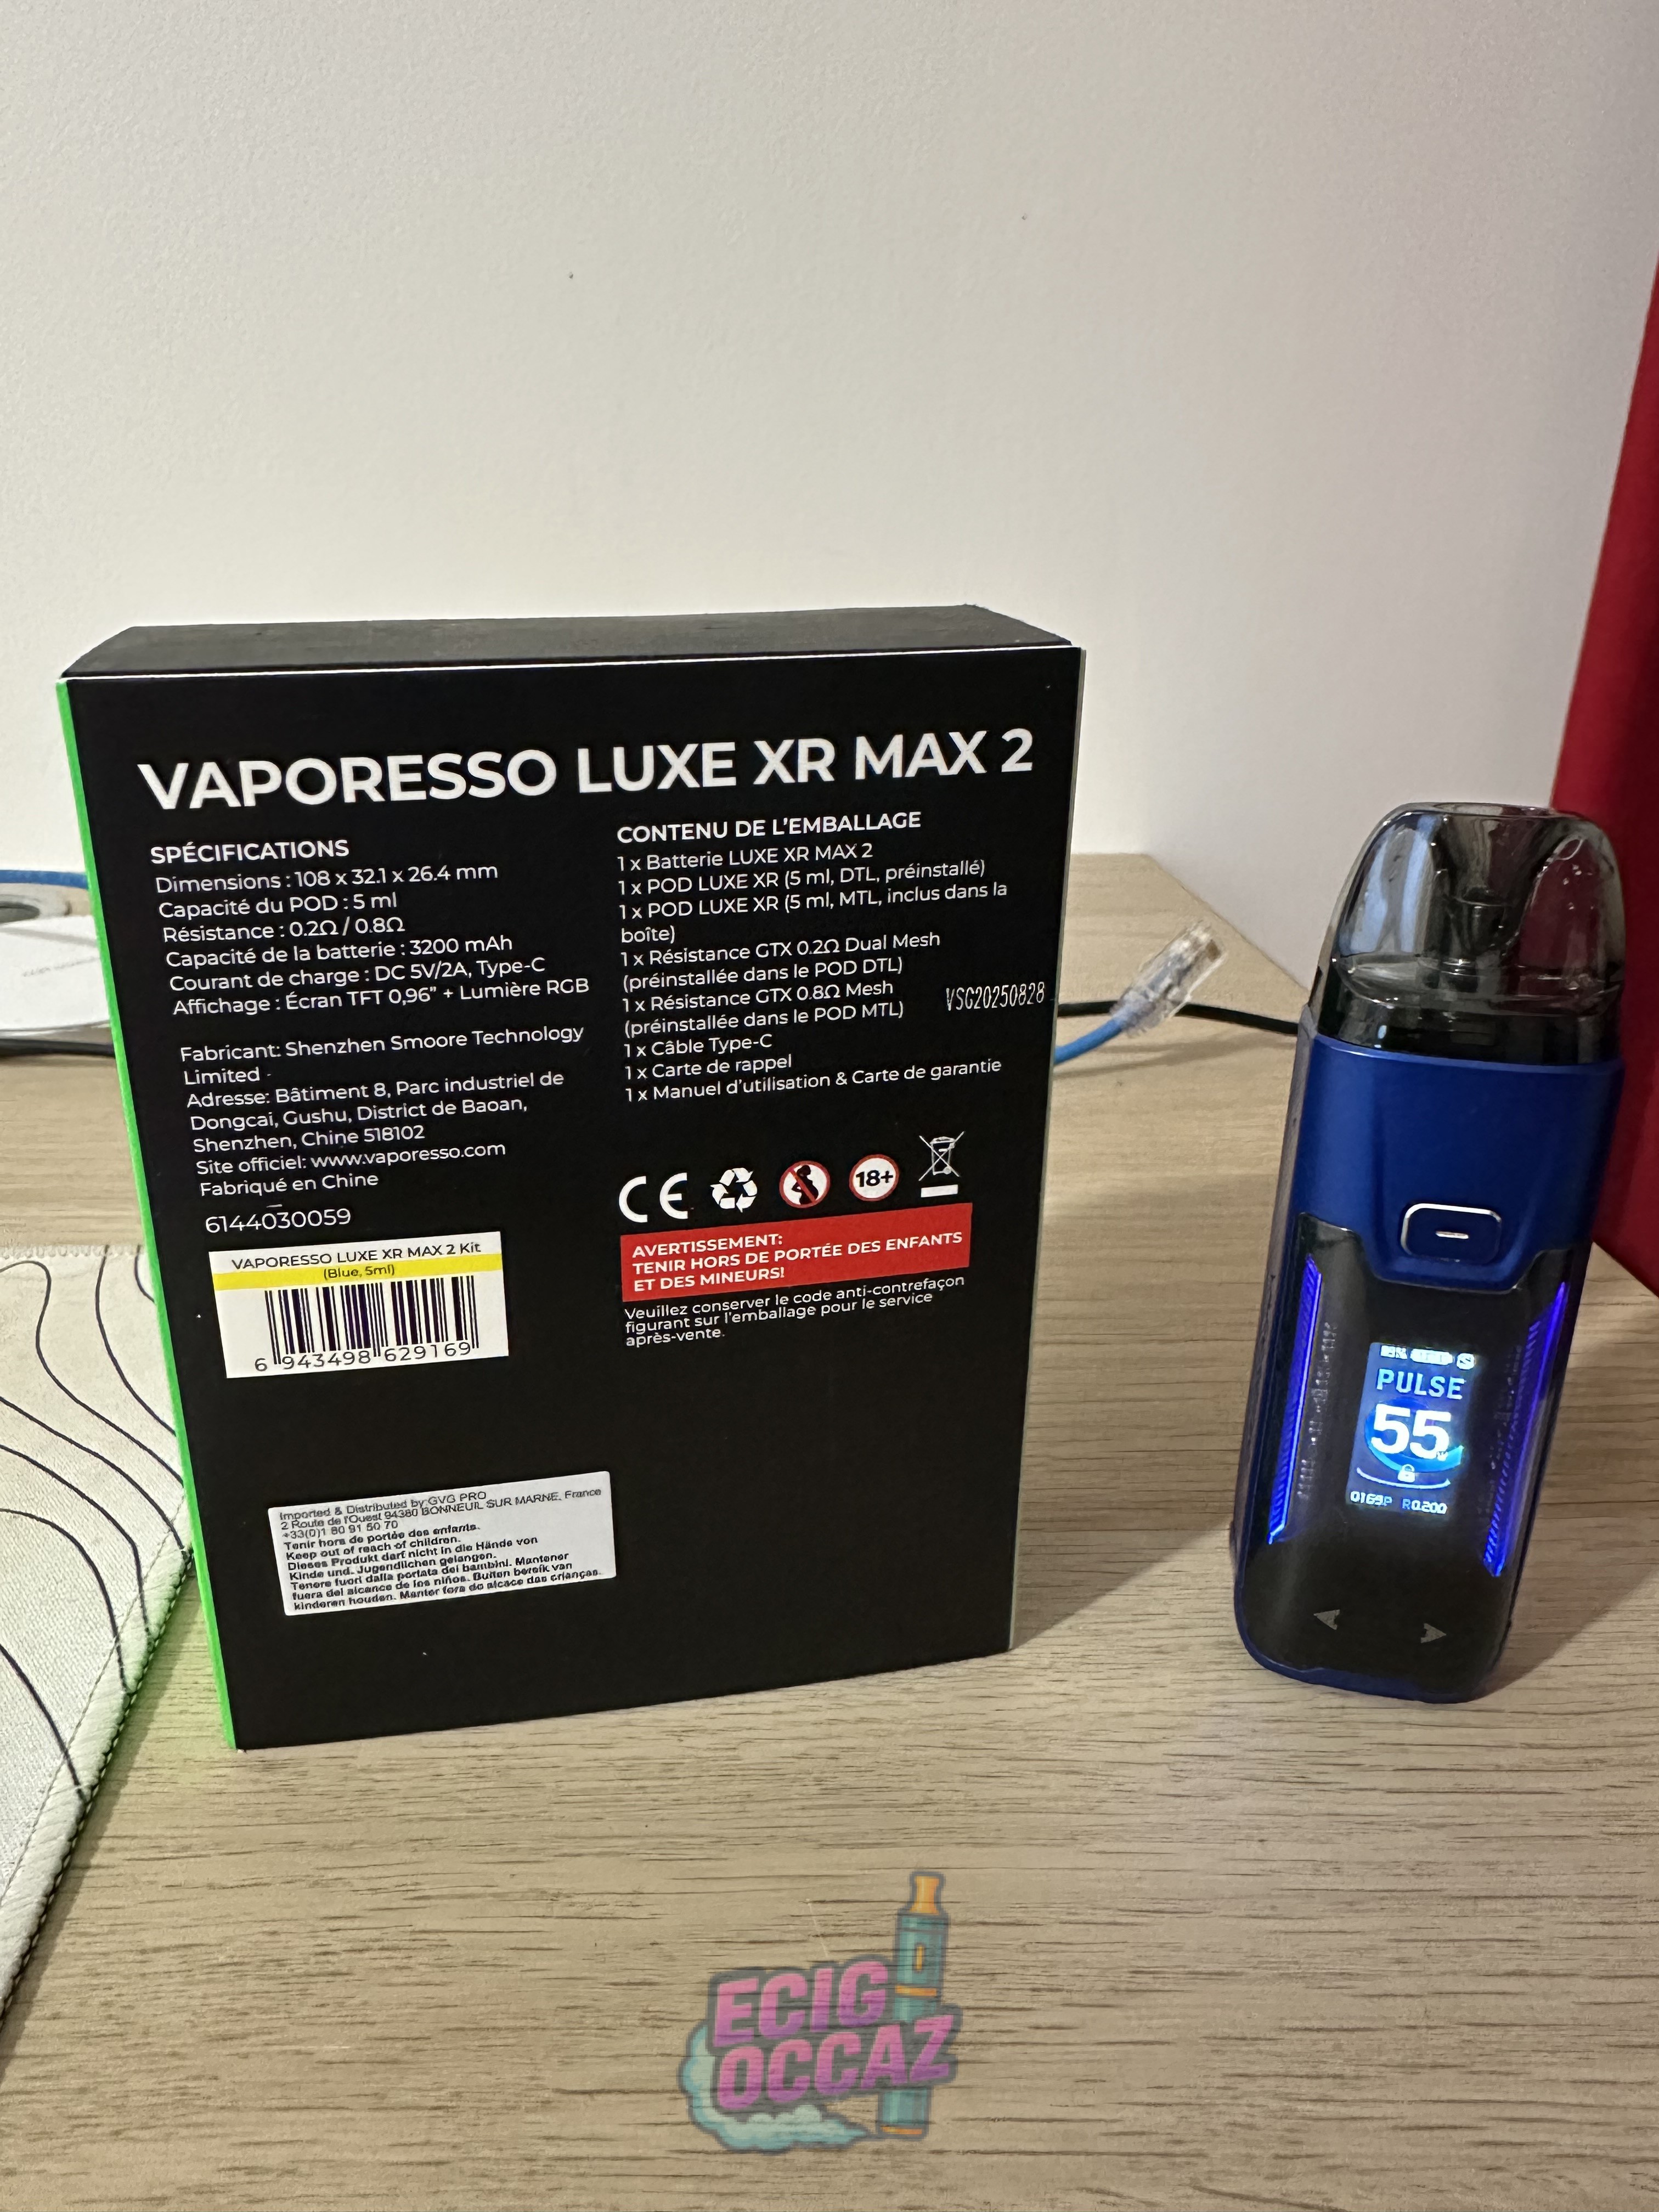 VAPORESSO LUXE XR MAX 2
SPÉCIFICATIONS
Dimensions : 108 x 32.1 x 26.4 mm
Capacité du POD : 5 ml
Résistance : 0.2Ω / 0.8Ω
Capacité de la batterie : 3200 mAh
Courant de charge : DC 5V/2A, Type-C
Affichage : Écran TFT 0,96" + Lumière RGB
Fabricant: Shenzhen Smoore Technology
Limited
Adresse: Bâtiment 8, Parc industriel de
Dongcai, Gushu, District de Baoan,
Shenzhen, Chine 518102
Site officiel: www.vaporesso.com
Fabriqué en Chine
6144030059
VAPORESSO LUXE XR MAX 2 Kit
(Blue, 5ml)
6 943498 629169
CONTENU DE L'EMBALLAGE
1 x Batterie LUXE XR MAX 2
1 x POD LUXE XR (5 ml, DTL, préinstallé)
1 x POD LUXE XR (5 ml, MTL, inclus dans la
boîte)
1 x Résistance GTX 0.2Ω Dual Mesh
(préinstallée dans le POD DTL)
1 x Résistance GTX 0.8Ω Mesh
(préinstallée dans le POD MTL)
1 x Câble Type-C
1 x Carte de rappel
1 x Manuel d'utilisation & Carte de garantie
VSG20250828
CE
18+
AVERTISSEMENT:
TENIR HORS DE PORTÉE DES ENFANTS
ET DES MINEURS!
Veuillez conserver le code anti-contrefaçon
figurant sur l'emballage pour le service
après-vente.
Imported & Distributed by:GVG PRO
2 Route de l'Ouest 94380 BONNEUIL SUR MARNE, France
+33(0)1 80 91 50 70
Tenir hors de portée des enfants.
Keep out of reach of children.
Dieses Produkt darf nicht in die Hände von
Kinde und. Jugendlichen gelangen.
Tenere fuori dalla portata dei bambini. Mantener
fuera del alcance de los niños. Buiten bereik van
kinderen houden. Manter fora do alcace das crianças.
PULSE
55
ECIG
OCCAZ